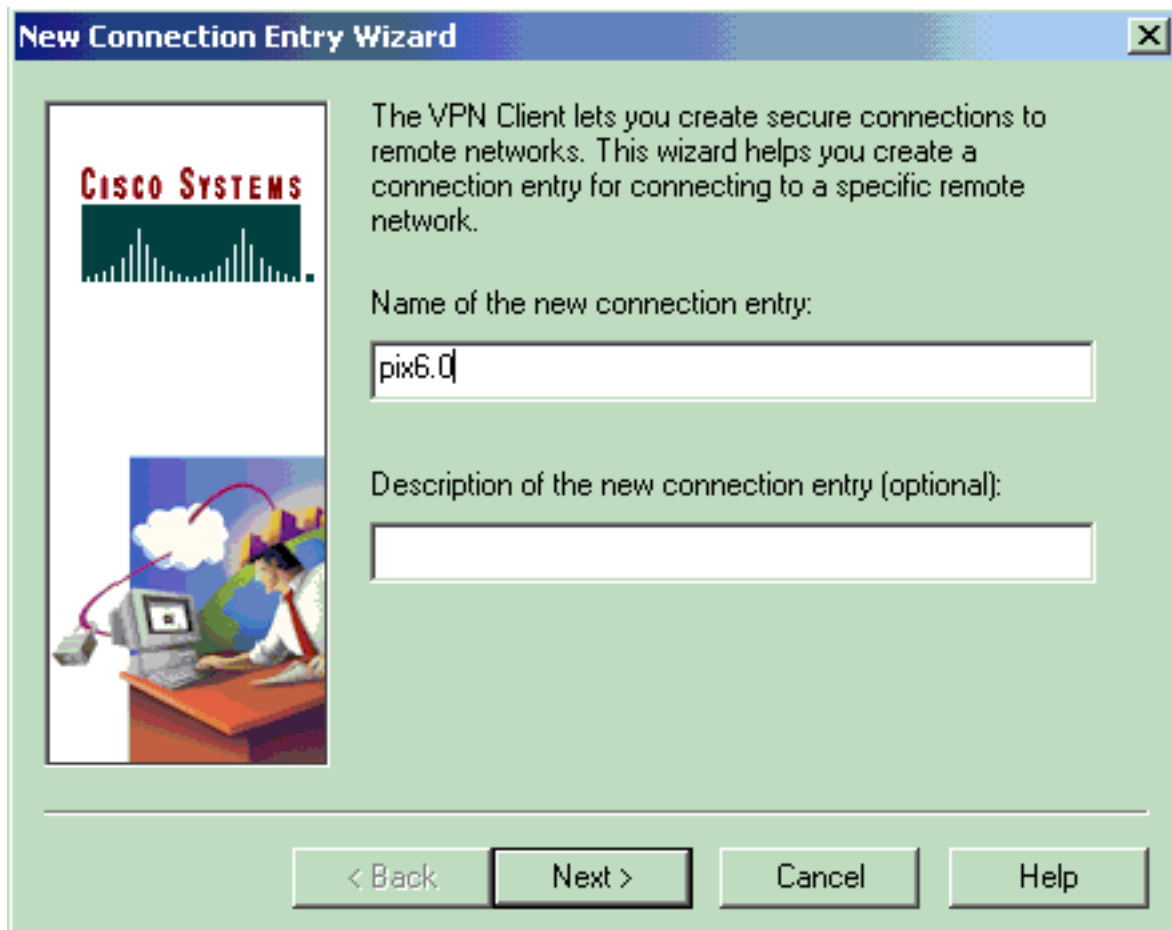 New Connection Entry Wizard
CISCO SYSTEMS
The VPN Client lets you create secure connections to
remote networks. This wizard helps you create a
connection entry for connecting to a specific remote
network.
Name of the new connection entry:
pix6.0
Description of the new connection entry (optional):
< Back
Next >
Cancel
Help